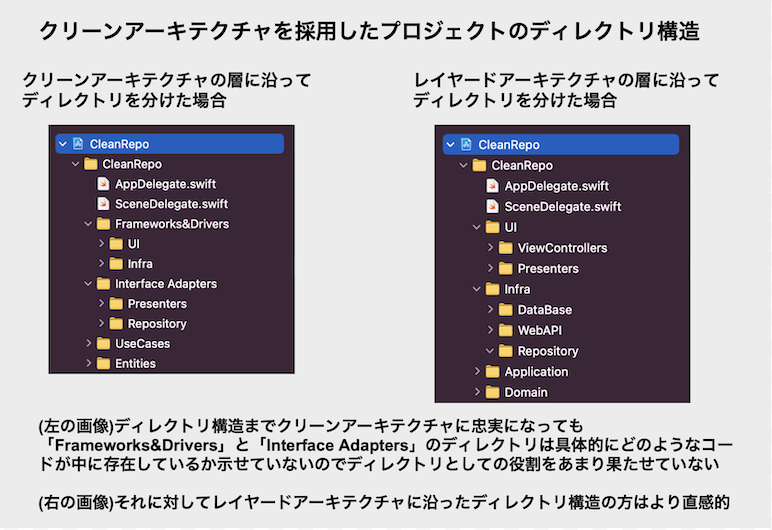 クリーンアーキテクチャを採用したプロジェクトのディレクトリ構造
クリーンアーキテクチャの層に沿って
ディレクトリを分けた場合
CleanRepo
CleanRepo
AppDelegate.swift
SceneDelegate.swift
Frameworks&Drivers
UI
Infra
Interface Adapters
Presenters
Repository
UseCases
Entities
レイヤードアーキテクチャの層に沿って
ディレクトリを分けた場合
CleanRepo
CleanRepo
AppDelegate.swift
SceneDelegate.swift
UI
ViewControllers
Presenters
Infra
DataBase
WebAPI
Repository
Application
Domain
(左の画像)ディレクトリ構造までクリーンアーキテクチャに忠実になっても
「Frameworks&Drivers」と「Interface Adapters」のディレクトリは具体的にどのようなコー
ドが中に存在しているか示せていないのでディレクトリとしての役割をあまり果たせていない
(右の画像)それに対してレイヤードアーキテクチャに沿ったディレクトリ構造の方はより直感的